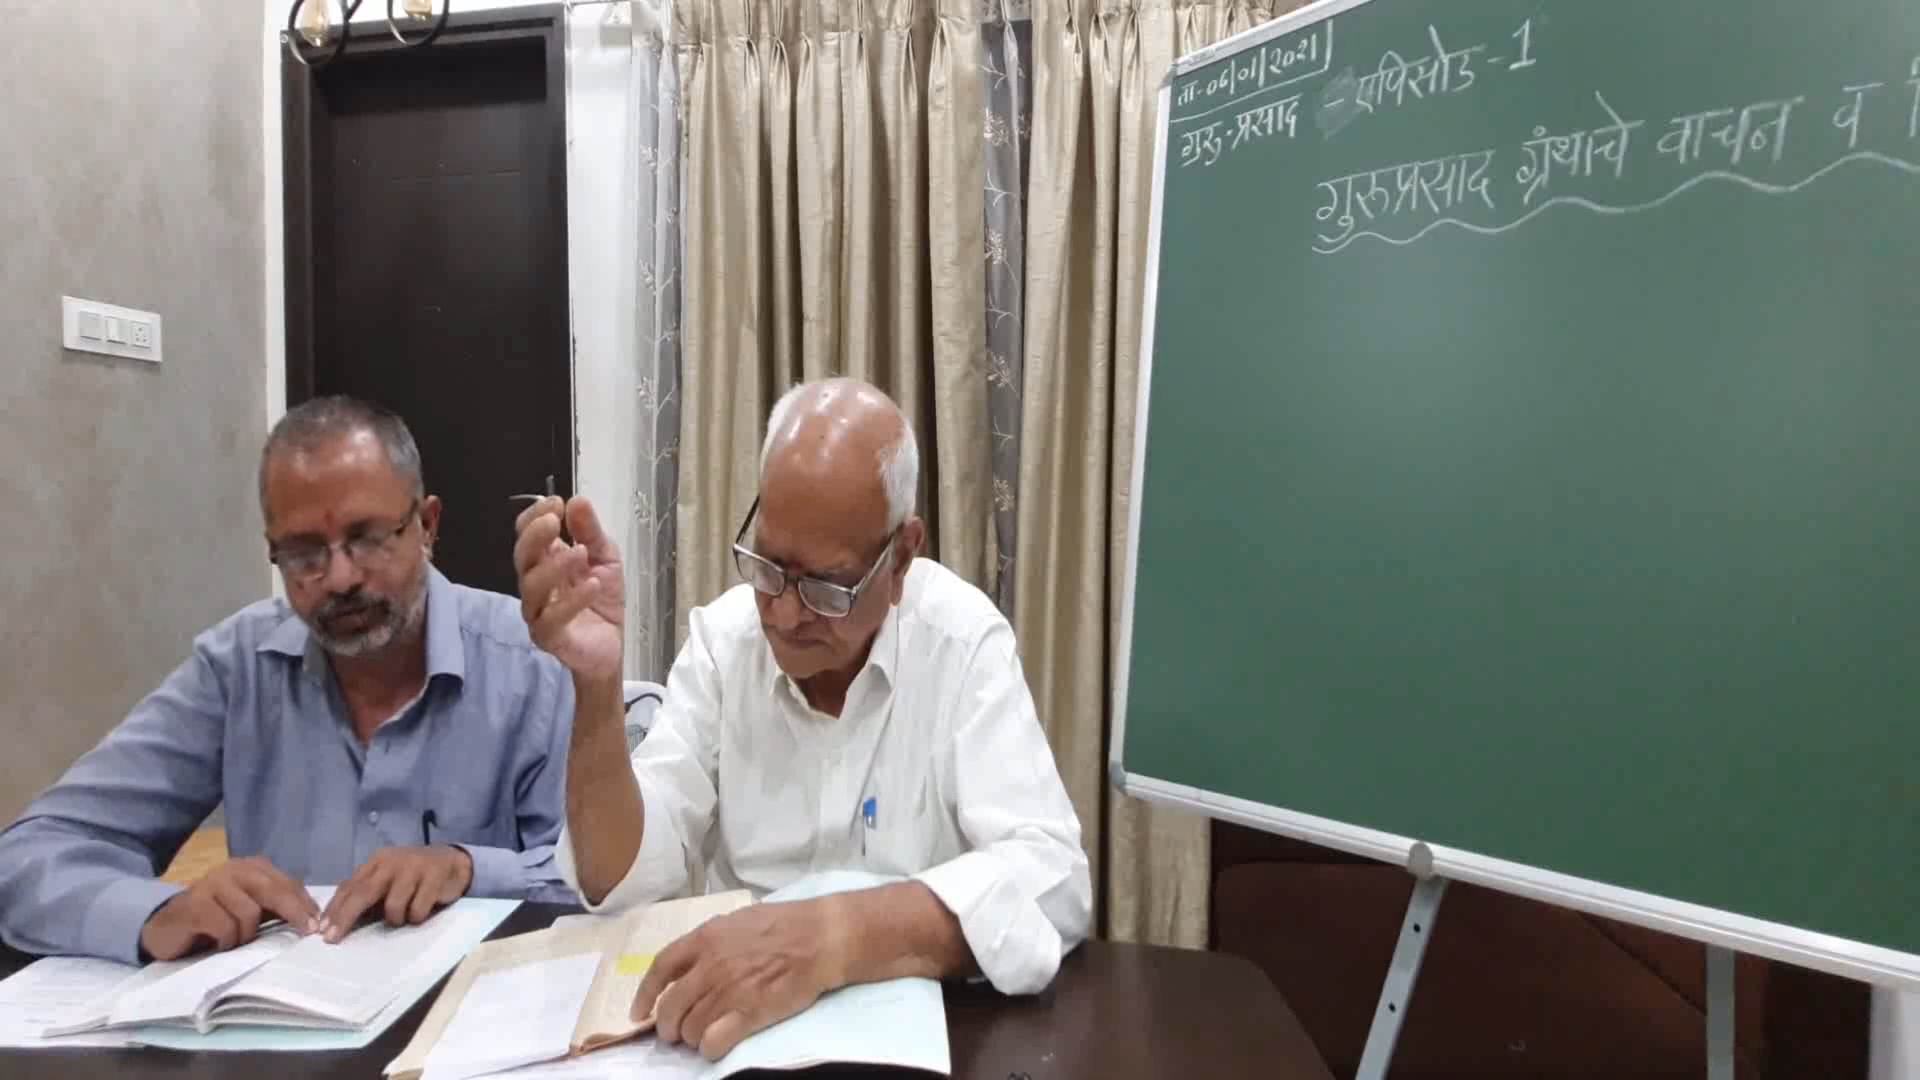 ता-०८|०१|२०२१
गुरु-प्रसाद - एपिसोड - 1
गुरुप्रसाद ग्रंथाचे वाचन व